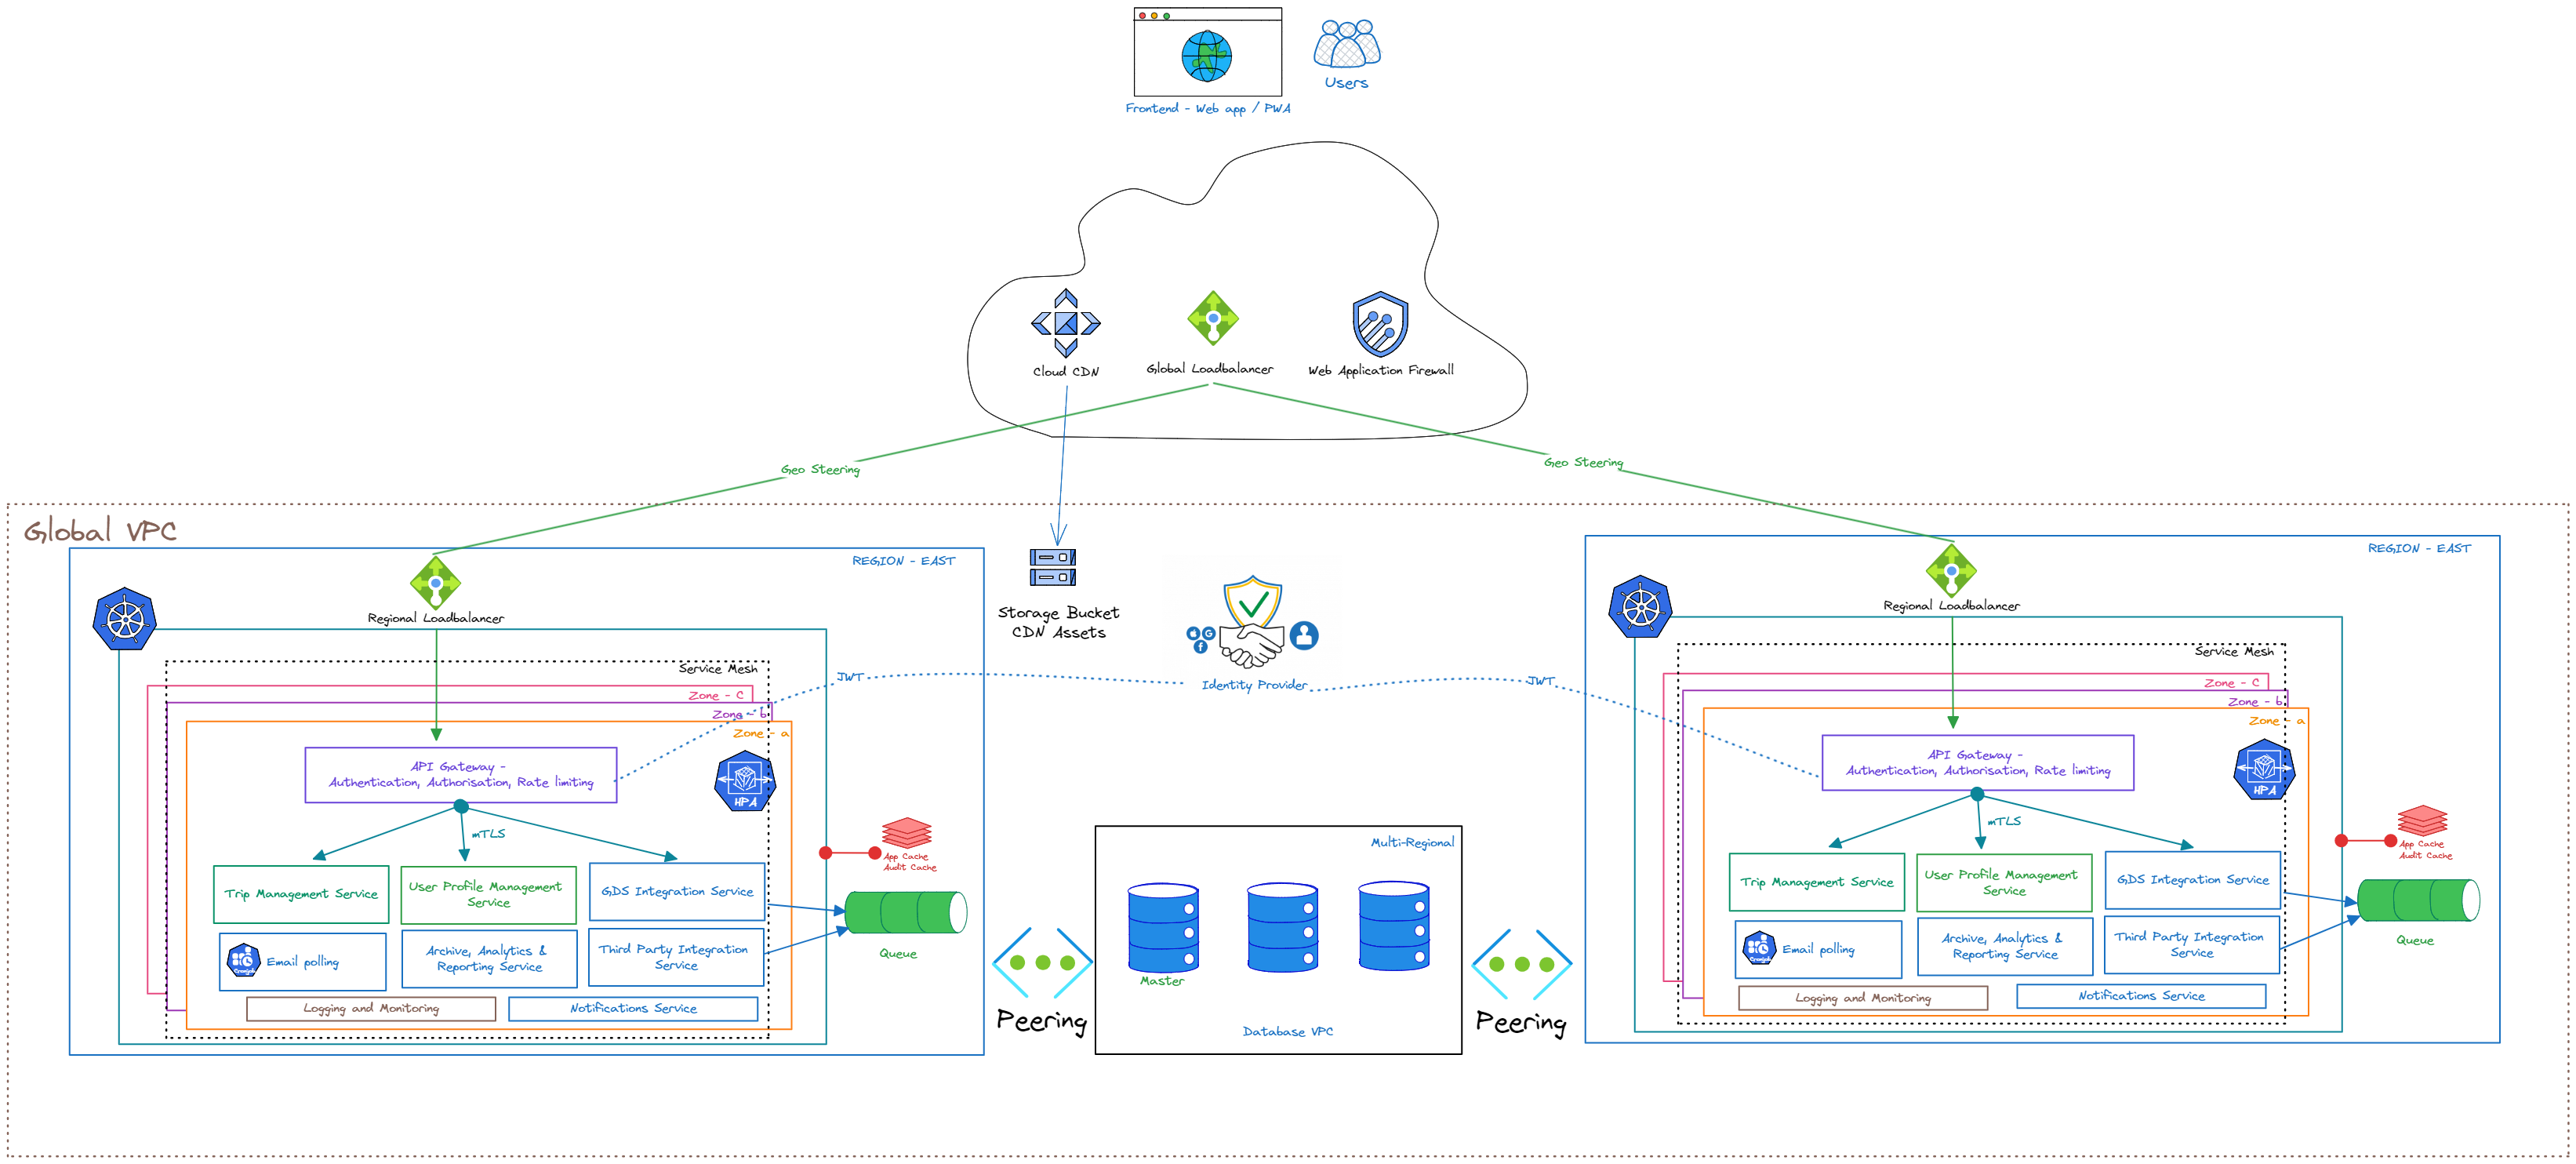 Users
Frontend - Web app / PWA
Cloud CDN
Global Loadbalancer
Web Application Firewall
Geo Steering
Geo Steering
Global VPC
REGION - EAST
Regional Loadbalancer
Service Mesh
Zone - C
Zone - b
Zone - a
API Gateway -
Authentication, Authorisation, Rate limiting
HPA
mTLS
Trip Management Service
User Profile Management
Service
GDS Integration Service
Cronjob
Email polling
Archive, Analytics &
Reporting Service
Third Party Integration
Service
Logging and Monitoring
Notifications Service
App Cache
Audit Cache
Queue
Storage Bucket
CDN Assets
JWT
Identity Provider
JWT
Peering
Multi-Regional
Master
Database VPC
Peering
REGION - EAST
Regional Loadbalancer
Service Mesh
Zone - C
Zone - b
Zone - a
API Gateway -
Authentication, Authorisation, Rate limiting
HPA
mTLS
Trip Management Service
User Profile Management
Service
GDS Integration Service
Cronjob
Email polling
Archive, Analytics &
Reporting Service
Third Party Integration
Service
Logging and Monitoring
Notifications Service
App Cache
Audit Cache
Queue